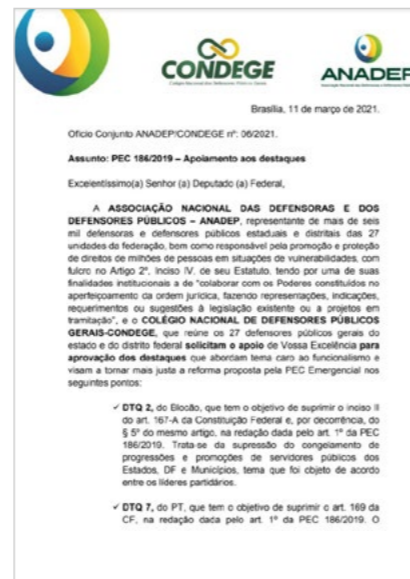 CONDEGE
Colégio Nacional dos Defensores Públicos Gerais
ANADEP
Brasília, 11 de março de 2021.
Ofício Conjunto ANADEP/CONDEGE nº: 06/2021.
Assunto: PEC 186/2019 – Apoiamento aos destaques
Excelentíssimo(a) Senhor (a) Deputado (a) Federal,
A ASSOCIAÇÃO NACIONAL DAS DEFENSORAS E DOS
DEFENSORES PÚBLICOS – ANADEP, representante de mais de seis
mil defensoras e defensores públicos estaduais e distritais das 27
unidades da federação, bem como responsável pela promoção e proteção
de direitos de milhões de pessoas em situações de vulnerabilidades, com
fulcro no Artigo 2º, Inciso IV, de seu Estatuto, tendo por uma de suas
finalidades institucionais a de "colaborar com os Poderes constituídos no
aperfeiçoamento da ordem jurídica, fazendo representações, indicações,
requerimentos ou sugestões à legislação existente ou a projetos em
tramitação", e o COLÉGIO NACIONAL DE DEFENSORES PÚBLICOS
GERAIS-CONDEGE, que reúne os 27 defensores públicos gerais do
estado e do distrito federal solicitam o apoio de Vossa Excelência para
aprovação dos destaques que abordam tema caro ao funcionalismo e
visam a tornar mais justa a reforma proposta pela PEC Emergencial nos
seguintes pontos:
✓ DTQ 2, do Blocão, que tem o objetivo de suprimir o inciso II
do art. 167-A da Constituição Federal e, por decorrência, do
§ 5º do mesmo artigo, na redação dada pelo art. 1º da PEC
186/2019. Trata-se da supressão do congelamento de
progressões e promoções de servidores públicos dos
Estados, DF e Municípios, tema que foi objeto de acordo
entre os líderes partidários.
✓ DTQ 7, do PT, que tem o objetivo de suprimir o art. 169 da
CF, na redação dada pelo art. 1º da PEC 186/2019. O